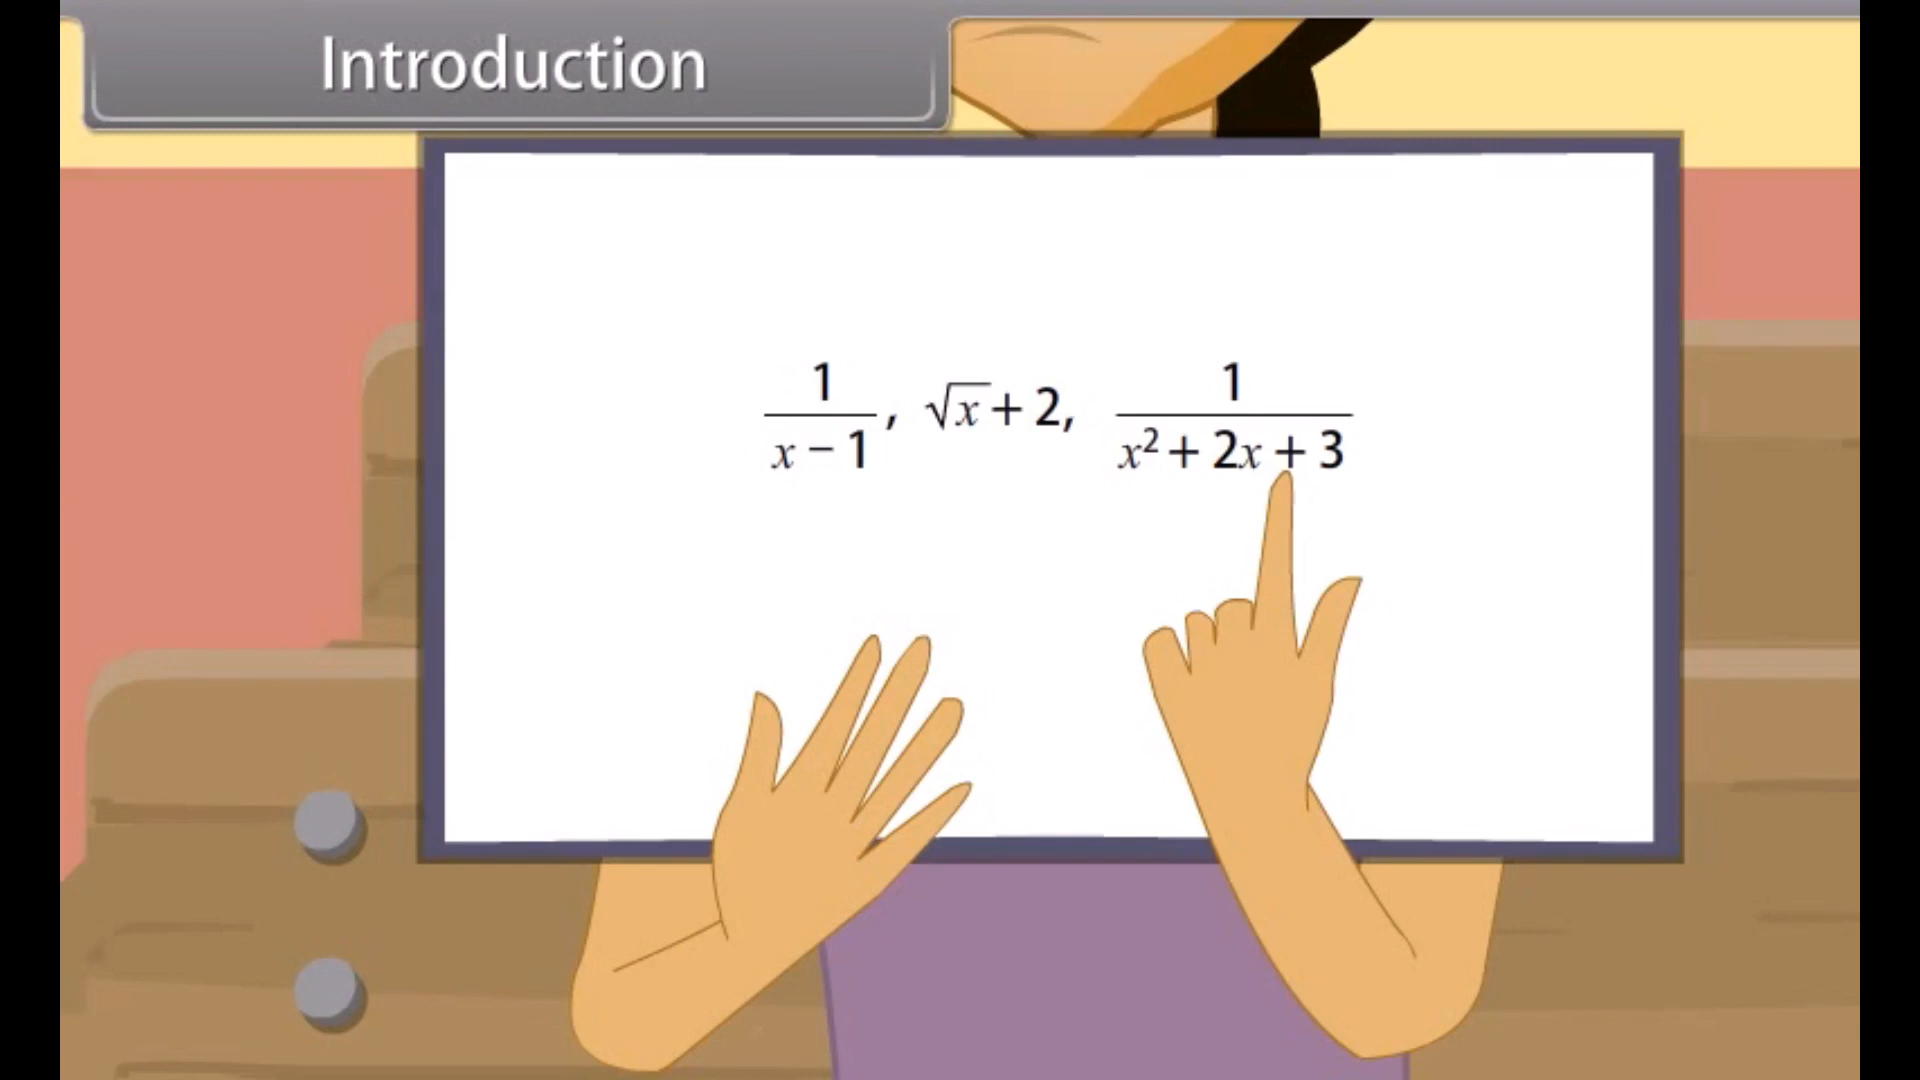 Introduction
1/(x − 1), √x + 2, 1/(x² + 2x + 3)